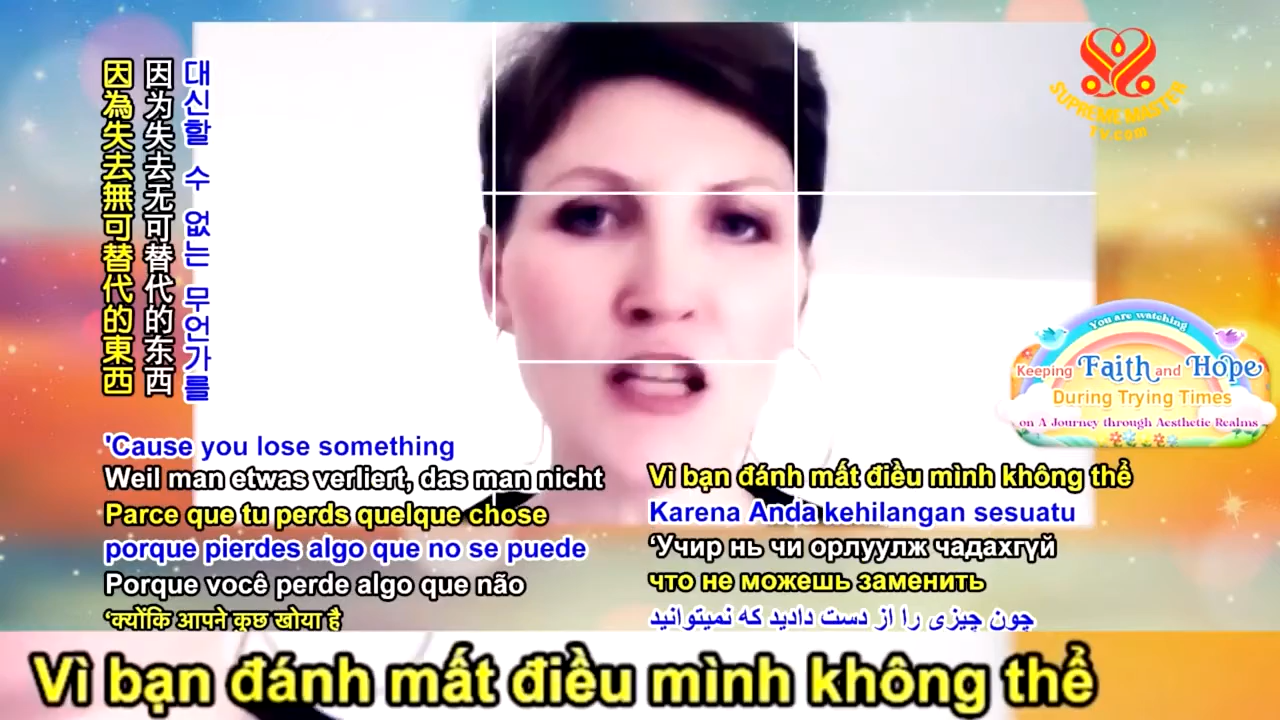 因為失去無可替代的東西
因为失去无可替代的东西
대신할 수 없는 무언가를
SUPREME MASTER
TV.com
You are watching
Keeping Faith and Hope
During Trying Times
on A Journey through Aesthetic Realms
'Cause you lose something
Weil man etwas verliert, das man nicht
Parce que tu perds quelque chose
porque pierdes algo que no se puede
Porque você perde algo que não
‘क्योंकि आपने कुछ खोया है
Vì bạn đánh mất điều mình không thể
Karena Anda kehilangan sesuatu
‘Учир нь чи орлуулж чадахгүй
что не можешь заменить
چون چیزی را از دست دادید که نمیتوانید
Vì bạn đánh mất điều mình không thể